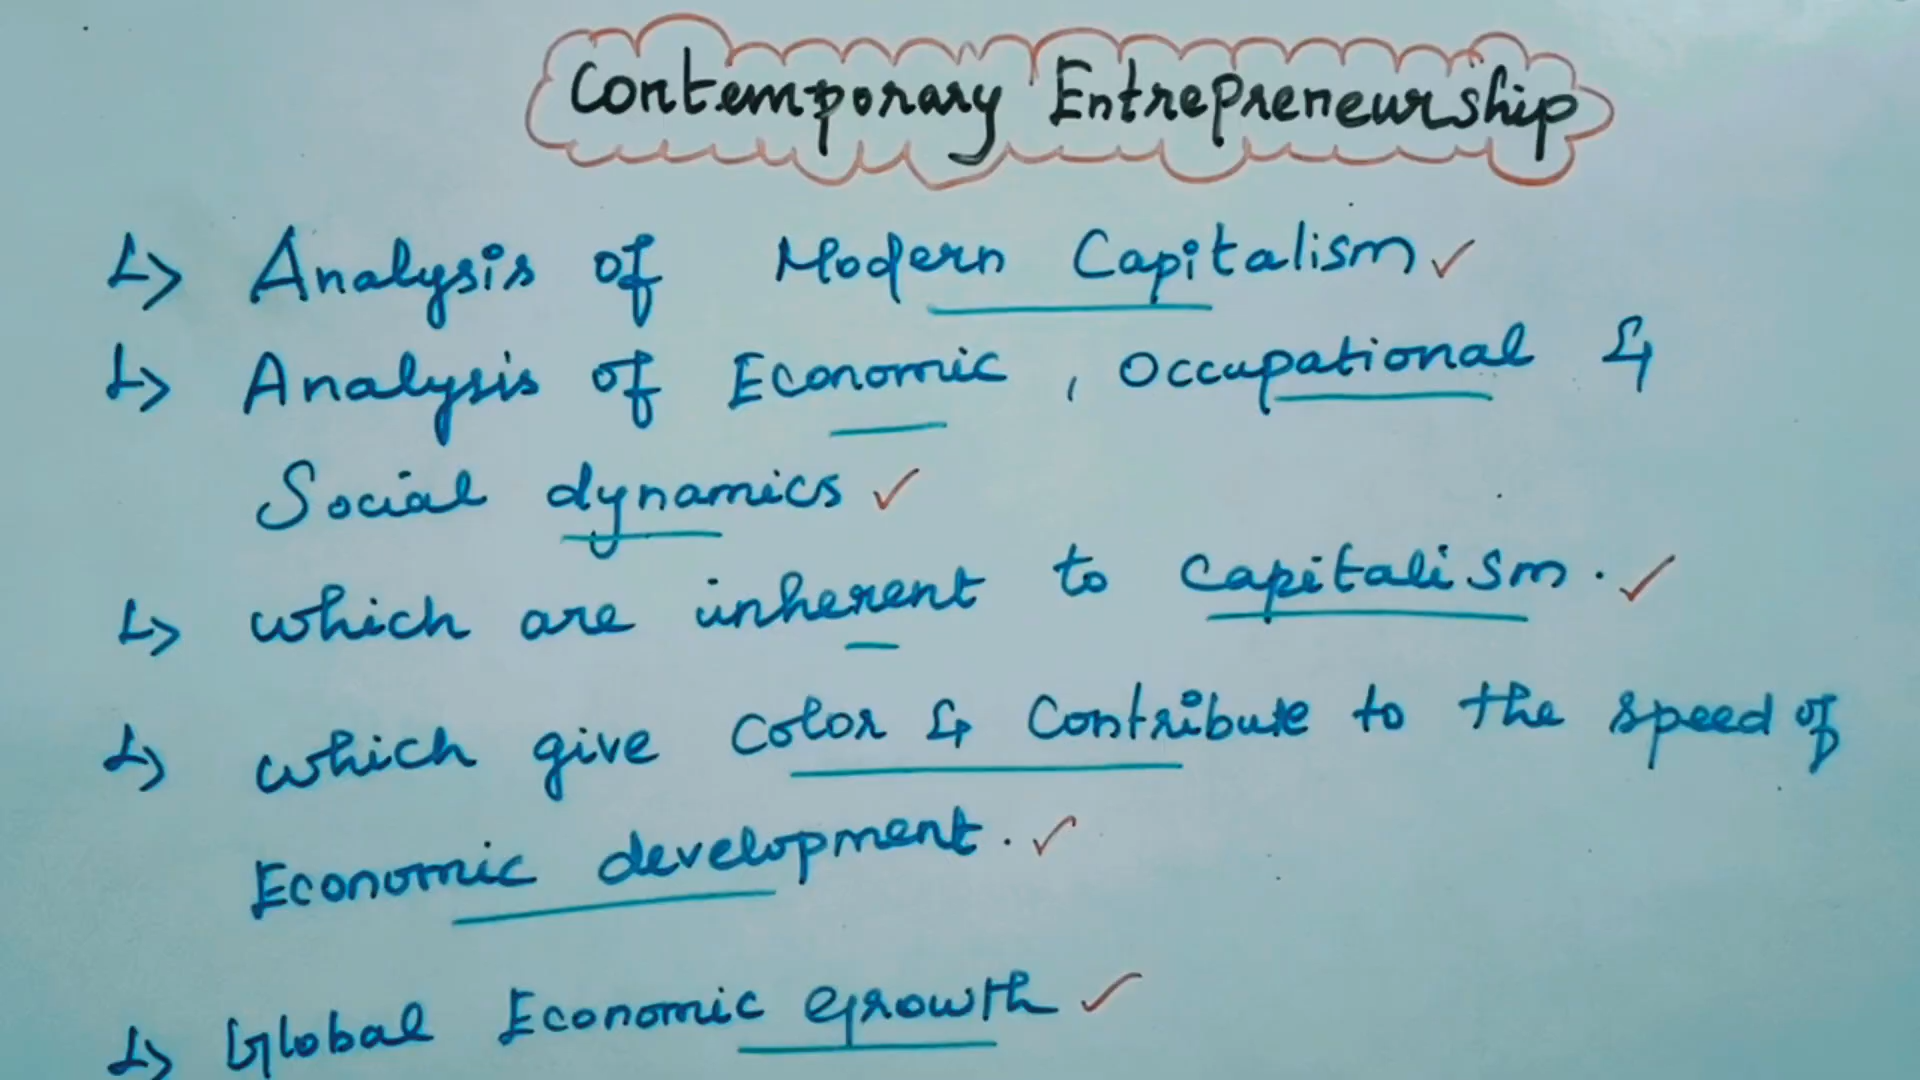 Contemporary Entrepreneurship
↳ Analysis of Modern Capitalism ✓
↳ Analysis of Economic, Occupational &
Social dynamics ✓
↳ which are inherent to capitalism. ✓
↳ which give color & contribute to the speed of
Economic development. ✓
↳ Global Economic growth ✓